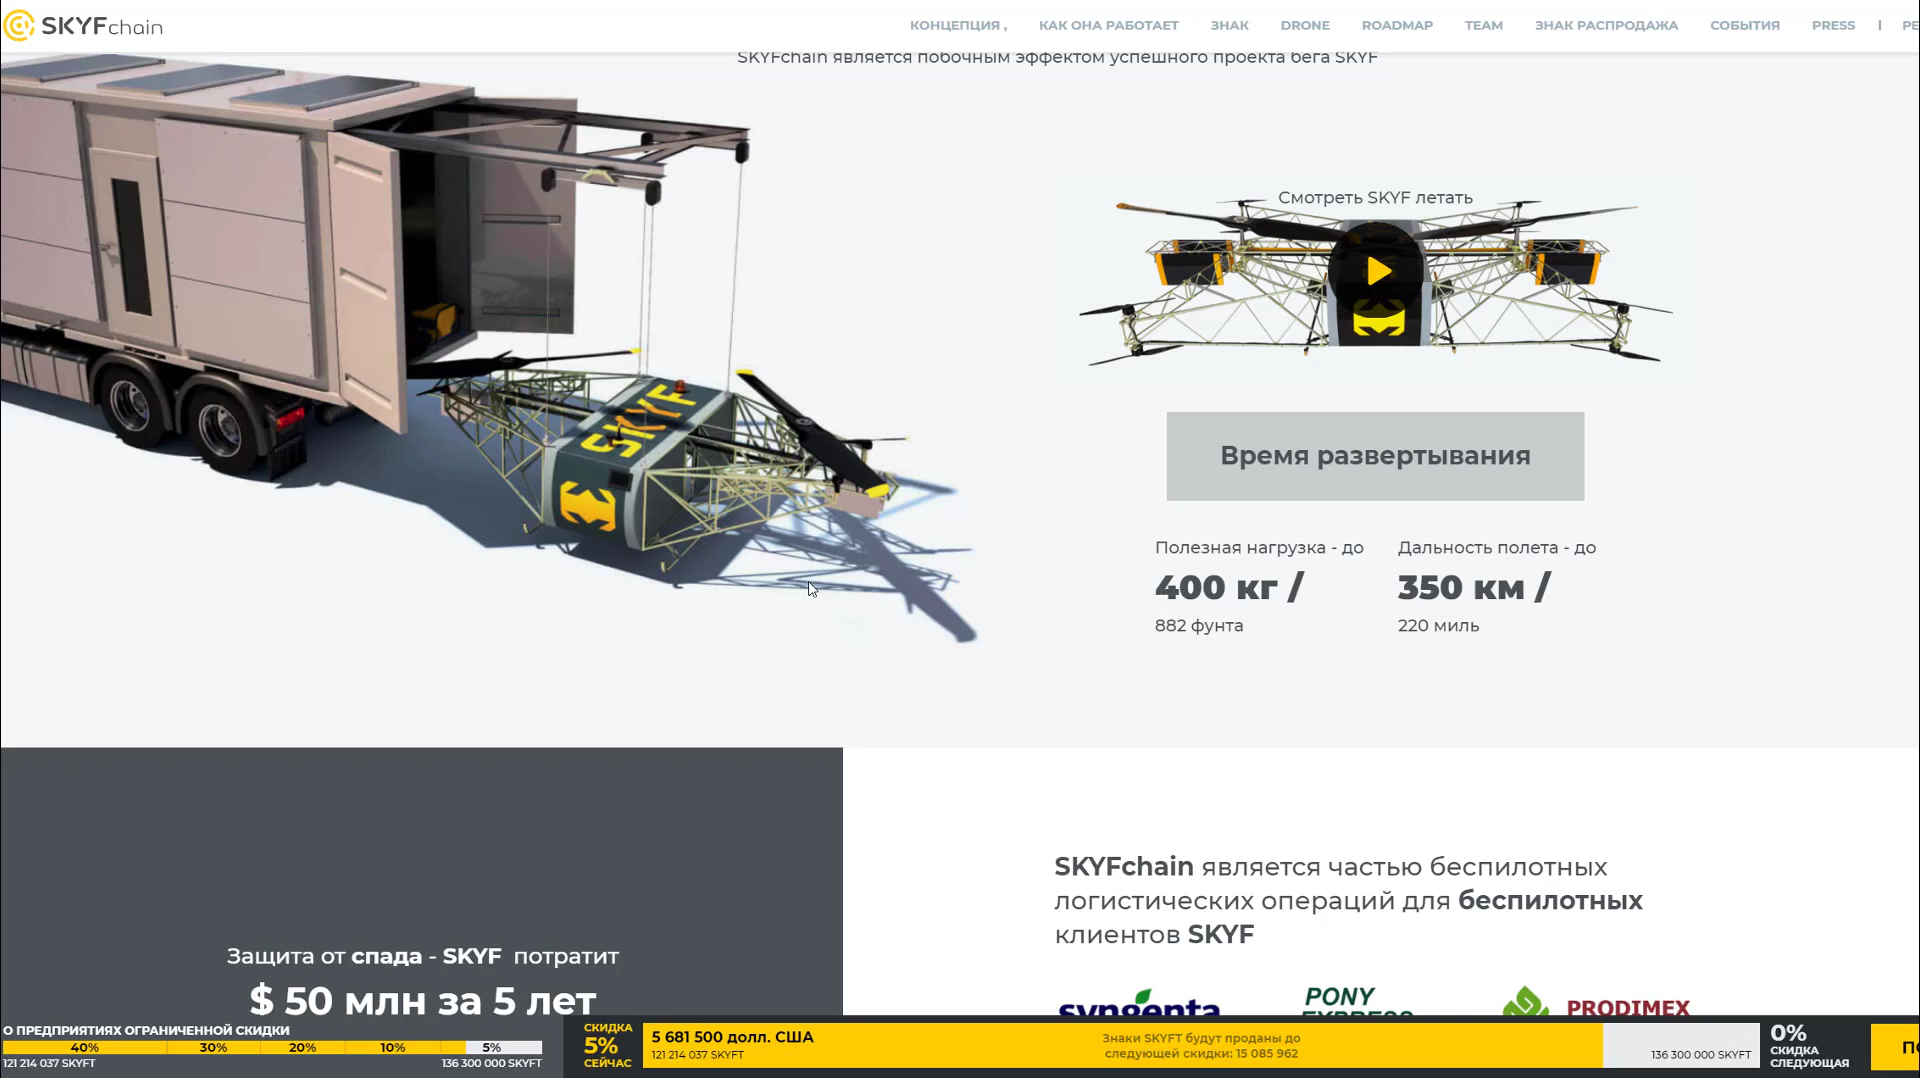 SKYFchain
КОНЦЕПЦИЯ , КАК ОНА РАБОТАЕТ ЗНАК DRONE ROADMAP TEAM ЗНАК РАСПРОДАЖА СОБЫТИЯ PRESS | РЕ
SKYFchain является побочным эффектом успешного проекта бега SKYF
Смотреть SKYF летать
SKYF
Время развертывания
Полезная нагрузка - до
400 кг /
882 фунта
Дальность полета - до
350 км /
220 миль
Защита от спада - SKYF потратит
$ 50 млн за 5 лет
SKYFchain является частью беспилотных
логистических операций для беспилотных
клиентов SKYF
syngenta
PONY
EXPRESS
PRODIMEX
О ПРЕДПРИЯТИЯХ ОГРАНИЧЕННОЙ СКИДКИ
40% 30% 20% 10% 5%
121 214 037 SKYFT 136 300 000 SKYFT
СКИДКА
5%
СЕЙЧАС
5 681 500 долл. США
121 214 037 SKYFT
Знаки SKYFT будут проданы до
следующей скидки: 15 085 962
136 300 000 SKYFT
0%
СКИДКА
СЛЕДУЮЩАЯ
ПО